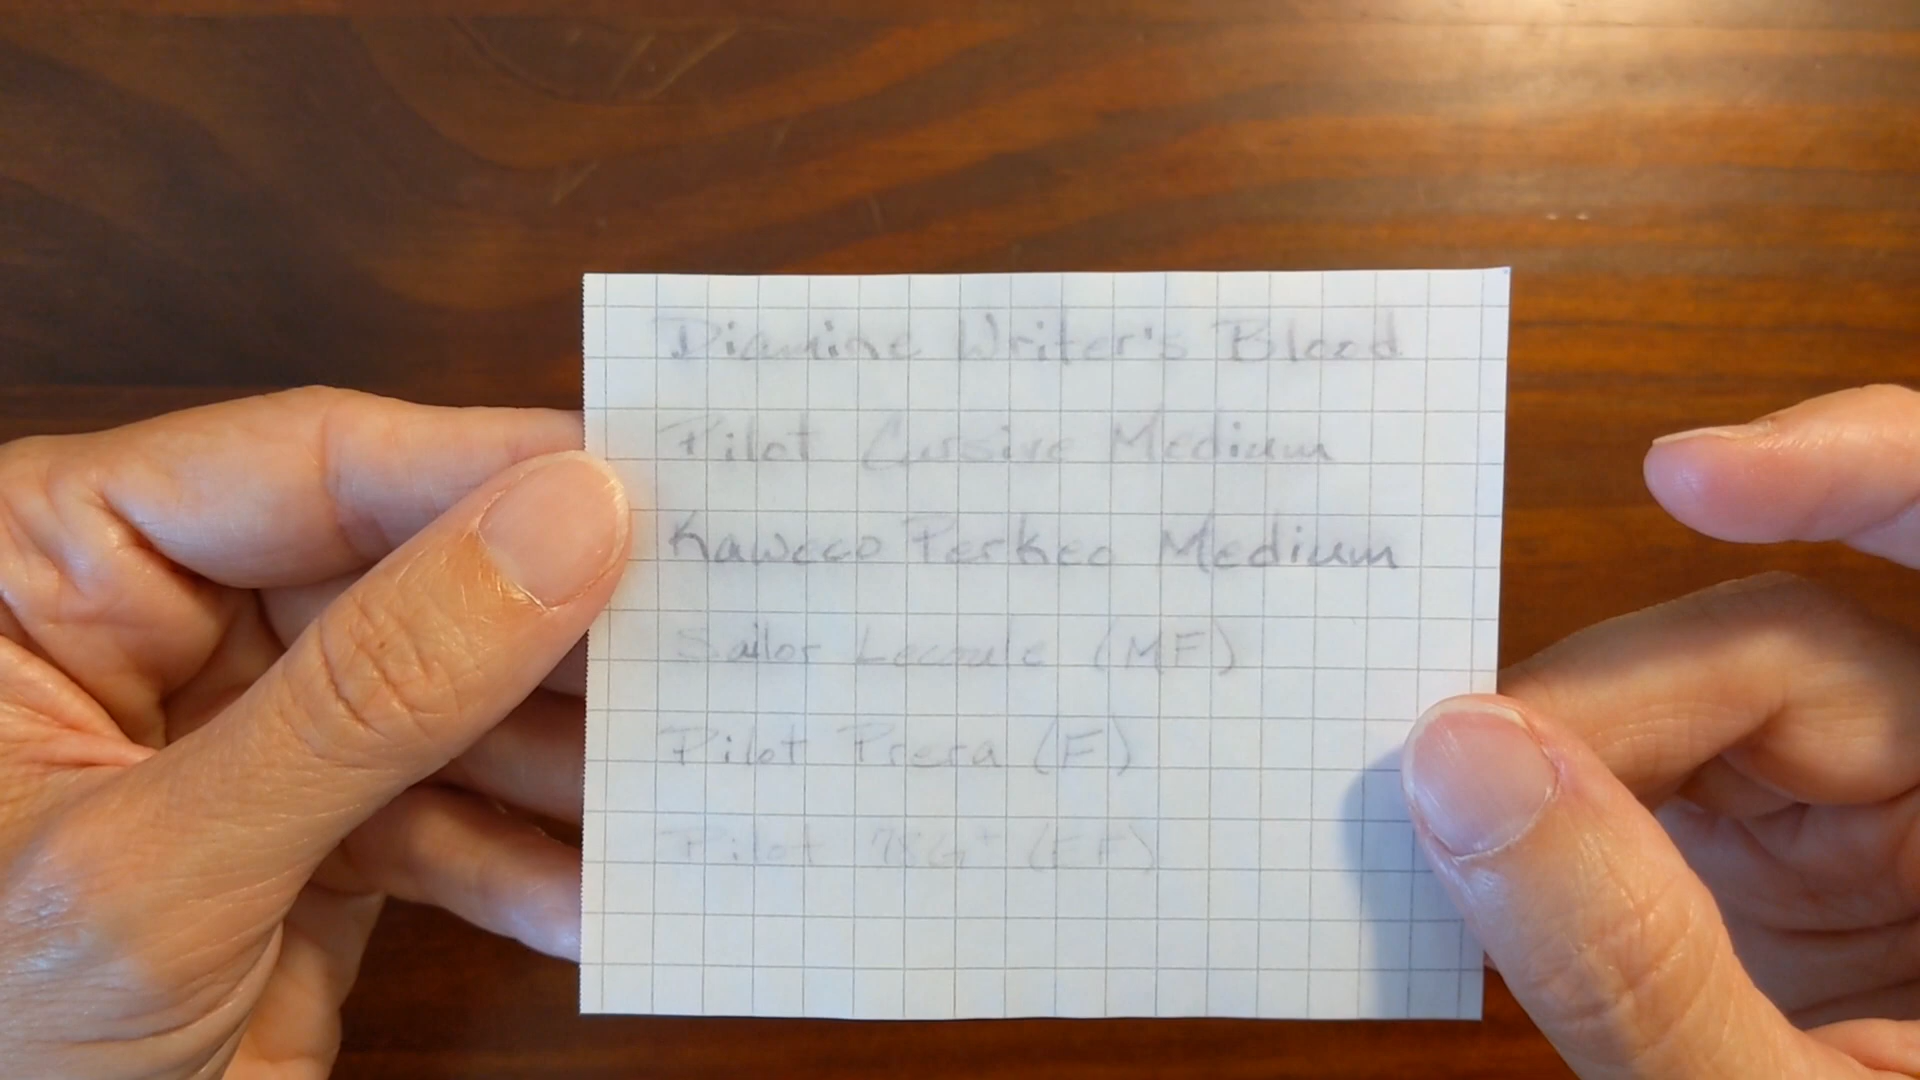 Diamine Writer's Blood
Pilot Cursive Medium
Kaweco Perkeo Medium
Sailor Lecoule (MF)
Pilot Prera (F)
Pilot 78G+ (EF)